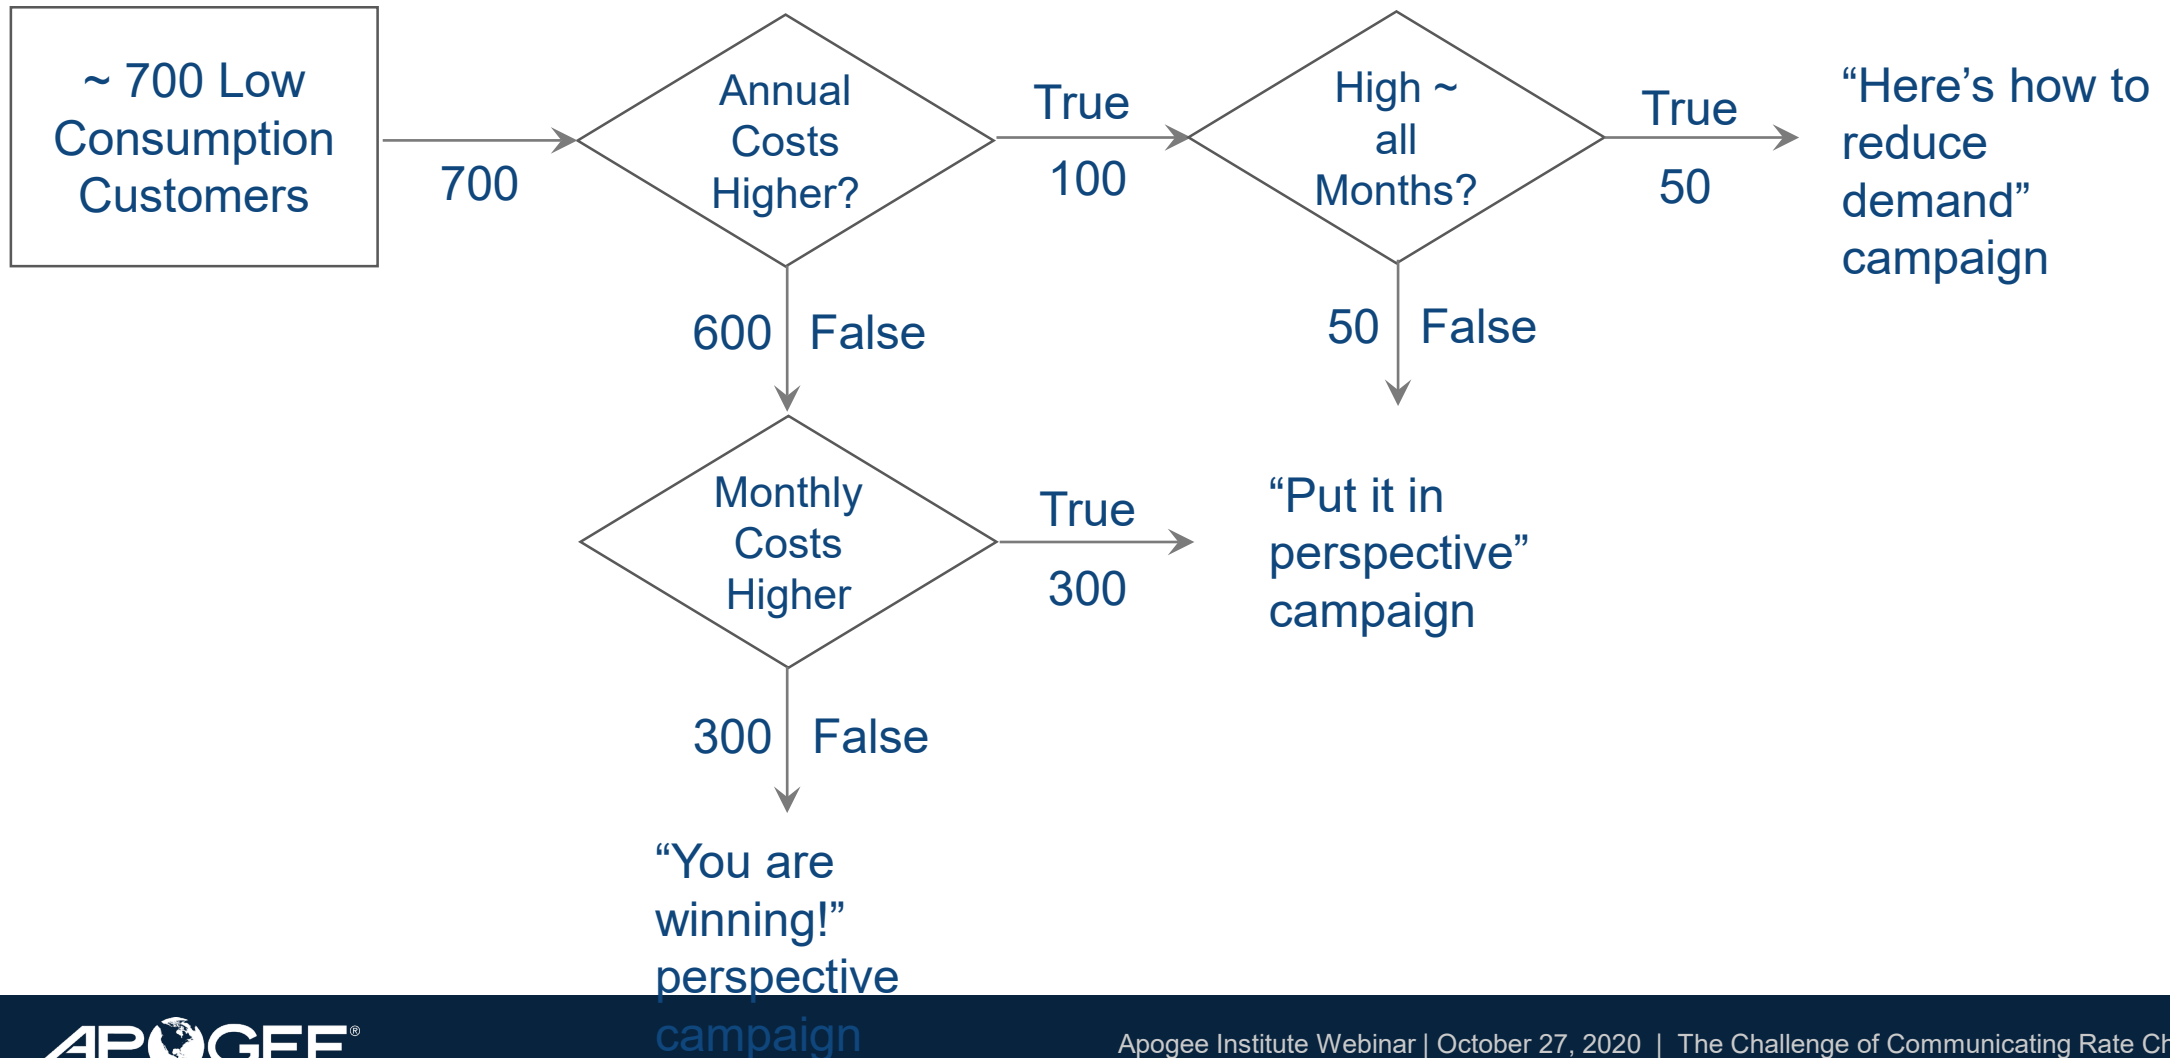 ~ 700 Low
Consumption
Customers
700
Annual
Costs
Higher?
True
100
High ~
all
Months?
True
50
“Here’s how to
reduce
demand”
campaign
600 False
50 False
Monthly
Costs
Higher
True
300
“Put it in
perspective”
campaign
300 False
“You are
winning!”
perspective
campaign
APOGEE®
Apogee Institute Webinar | October 27, 2020 | The Challenge of Communicating Rate Ch